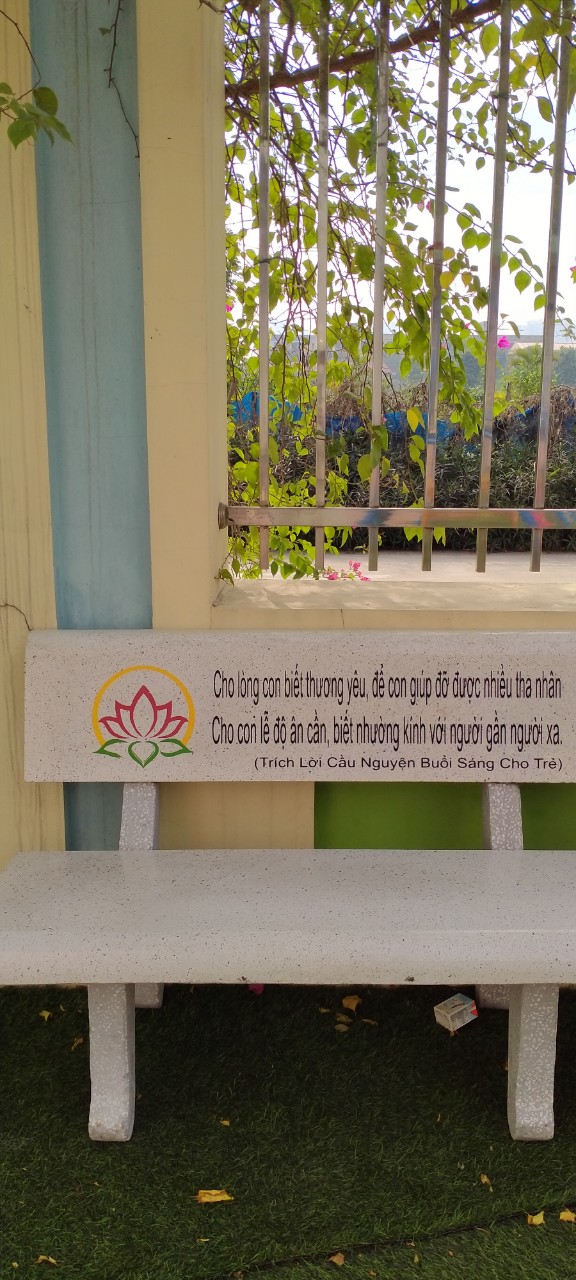 Cho lòng con biết thương yêu, để con giúp đỡ được nhiều tha nhân
Cho con lễ độ ân cần, biết nhường kính với người gần người xa.
(Trích Lời Cầu Nguyện Buổi Sáng Cho Trẻ)